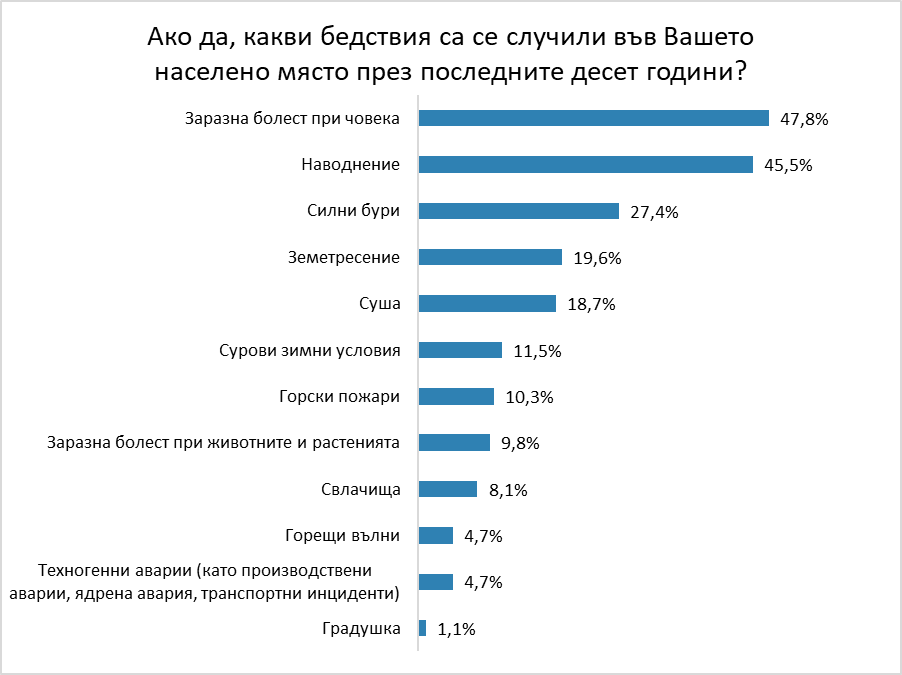 Ако да, какви бедствия са се случили във Вашето
населено място през последните десет години?
Заразна болест при човека 47,8%
Наводнение 45,5%
Силни бури 27,4%
Земетресение 19,6%
Суша 18,7%
Сурови зимни условия 11,5%
Горски пожари 10,3%
Заразна болест при животните и растенията 9,8%
Свлачища 8,1%
Горещи вълни 4,7%
Техногенни аварии (като производствени
аварии, ядрена авария, транспортни инциденти) 4,7%
Градушка 1,1%